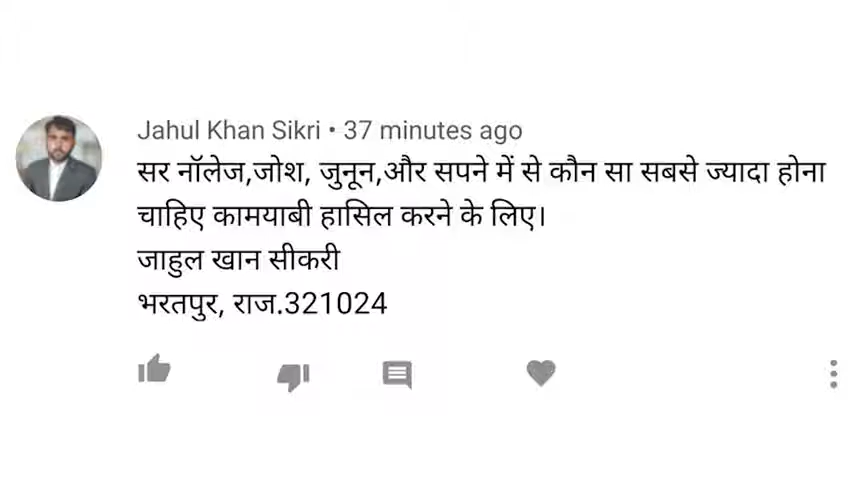 Jahul Khan Sikri • 37 minutes ago
सर नॉलेज,जोश, जुनून,और सपने में से कौन सा सबसे ज्यादा होना
चाहिए कामयाबी हासिल करने के लिए।
जाहुल खान सीकरी
भरतपुर, राज.321024